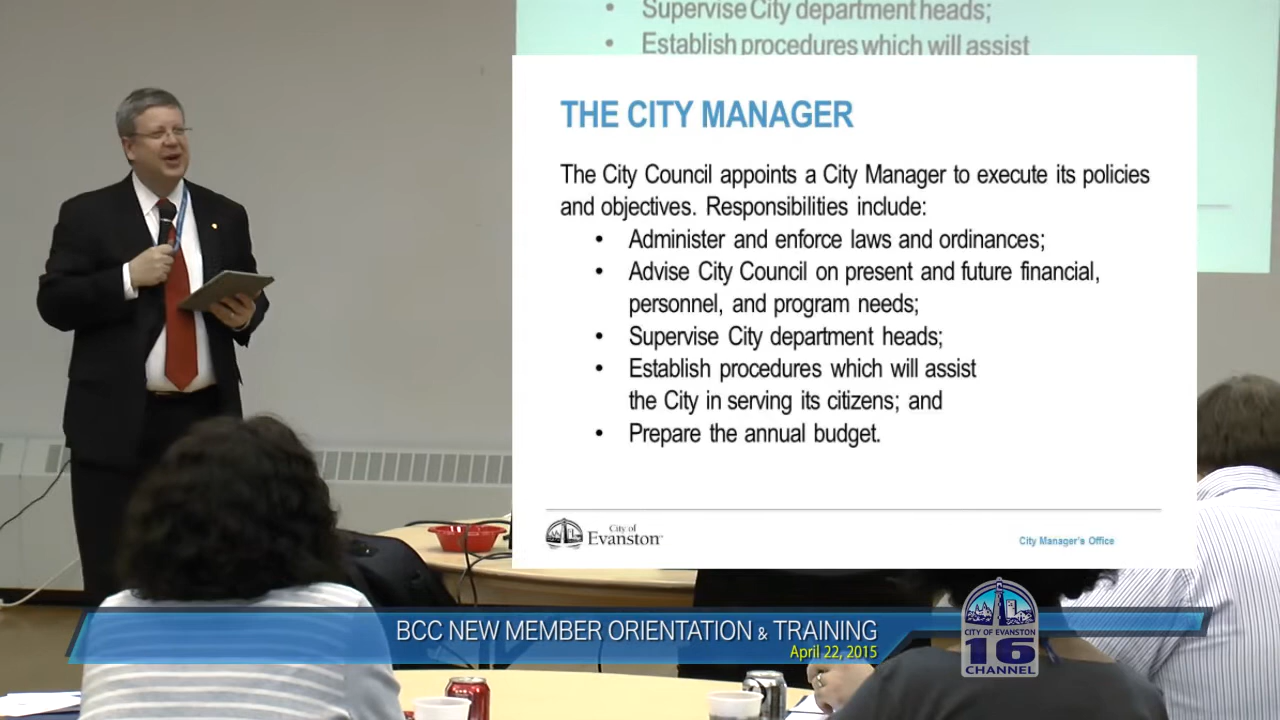 Supervise City department heads;
Establish procedures which will assist
THE CITY MANAGER
The City Council appoints a City Manager to execute its policies
and objectives. Responsibilities include:
• Administer and enforce laws and ordinances;
• Advise City Council on present and future financial,
personnel, and program needs;
• Supervise City department heads;
• Establish procedures which will assist
the City in serving its citizens; and
• Prepare the annual budget.
City of
Evanston
City Manager's Office
BCC NEW MEMBER ORIENTATION & TRAINING
April 22, 2015
CITY OF EVANSTON
16
CHANNEL